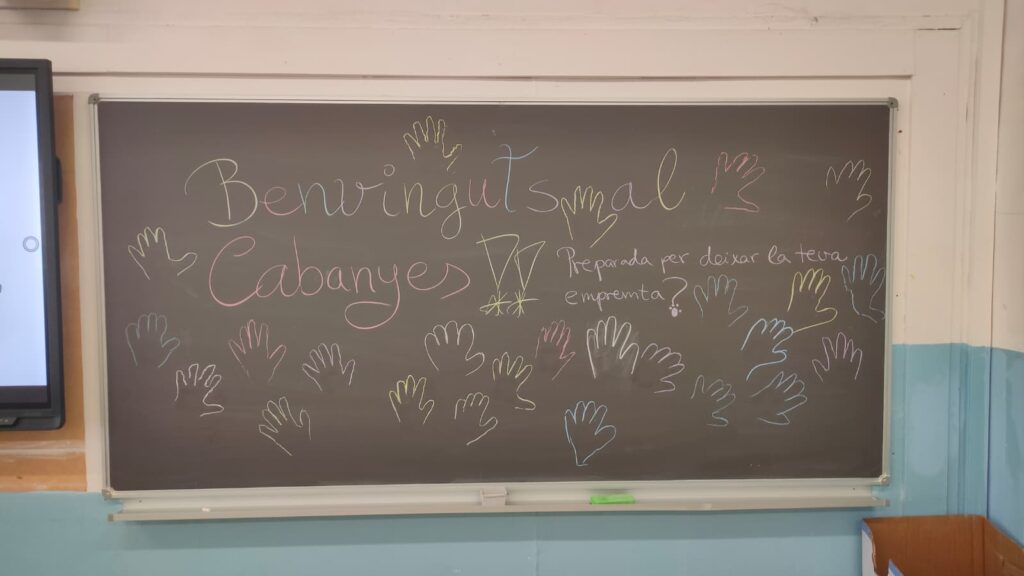 Benvinguts al
Cabanyes !!
Preparada per deixar la teva
empremta?